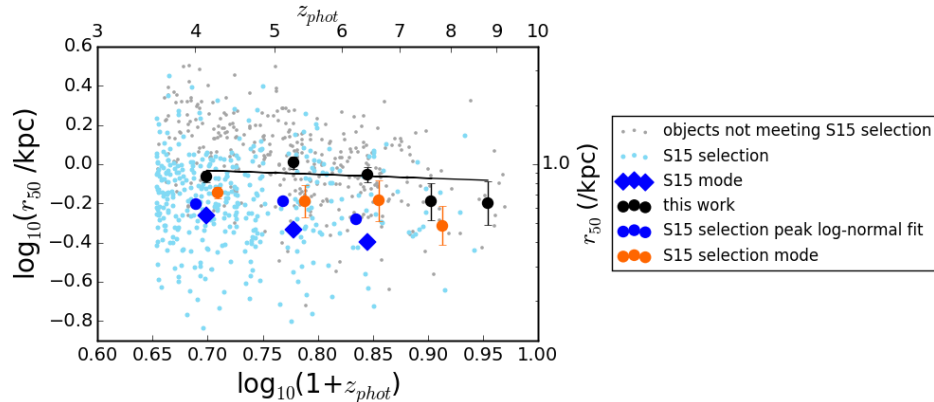 z_phot
3 4 5 6 7 8 9 10
0.6
0.4
0.2
0.0
−0.2
−0.4
−0.6
−0.8
log₁₀(r₅₀ /kpc)
1.0
r₅₀ (/kpc)
0.60 0.65 0.70 0.75 0.80 0.85 0.90 0.95 1.00
log₁₀(1+z_phot)
objects not meeting S15 selection
S15 selection
S15 mode
this work
S15 selection peak log-normal fit
S15 selection mode